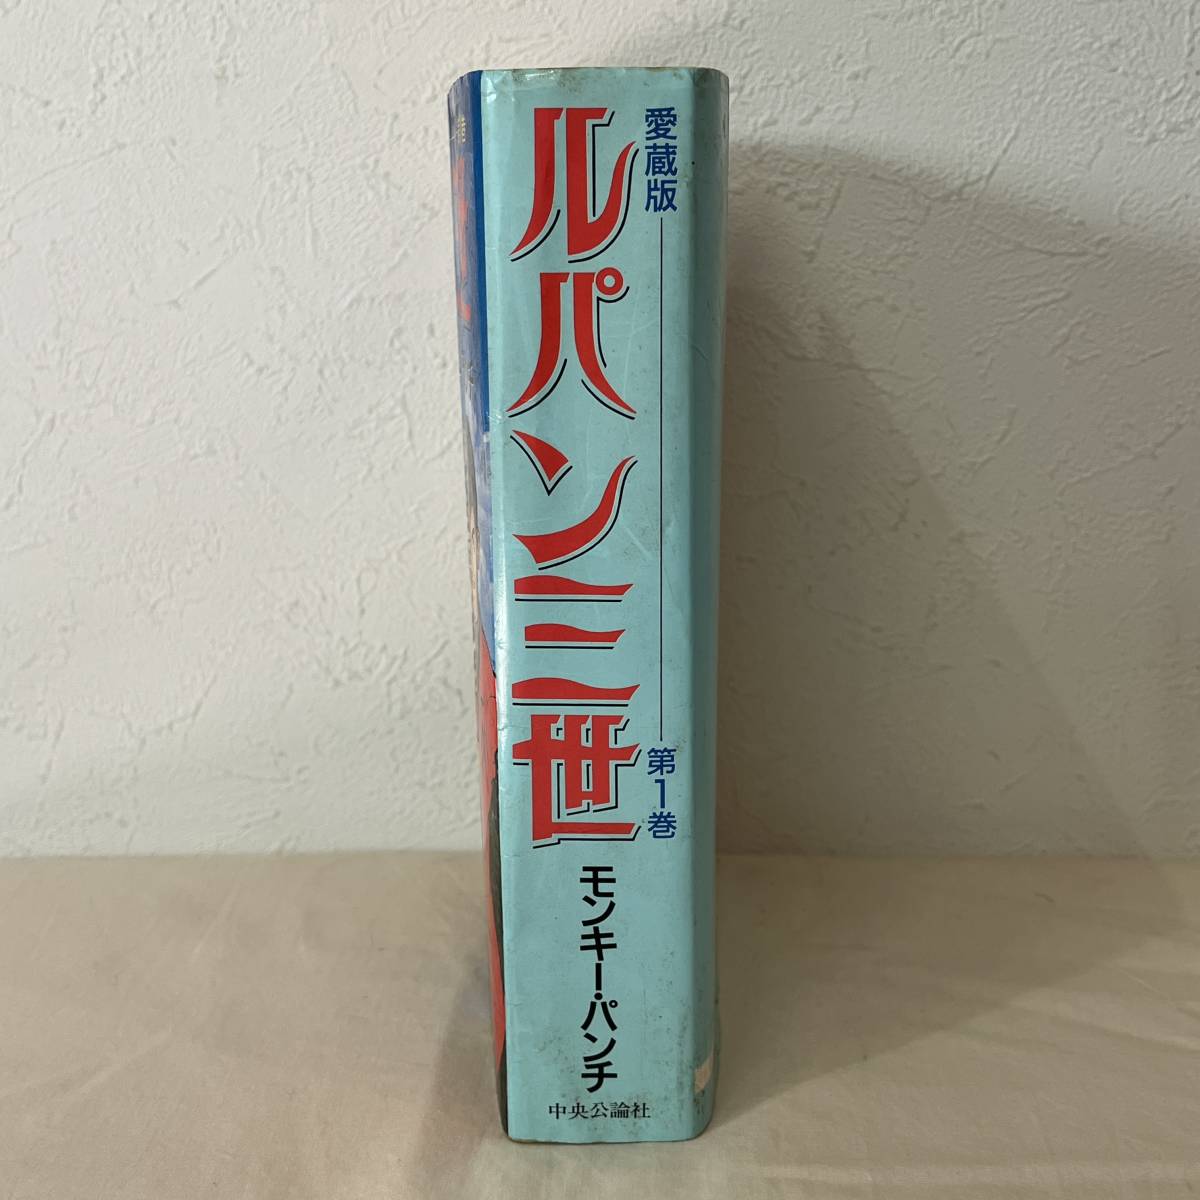 愛蔵版
第1巻
ルパン三世
モンキー・パンチ
中央公論社